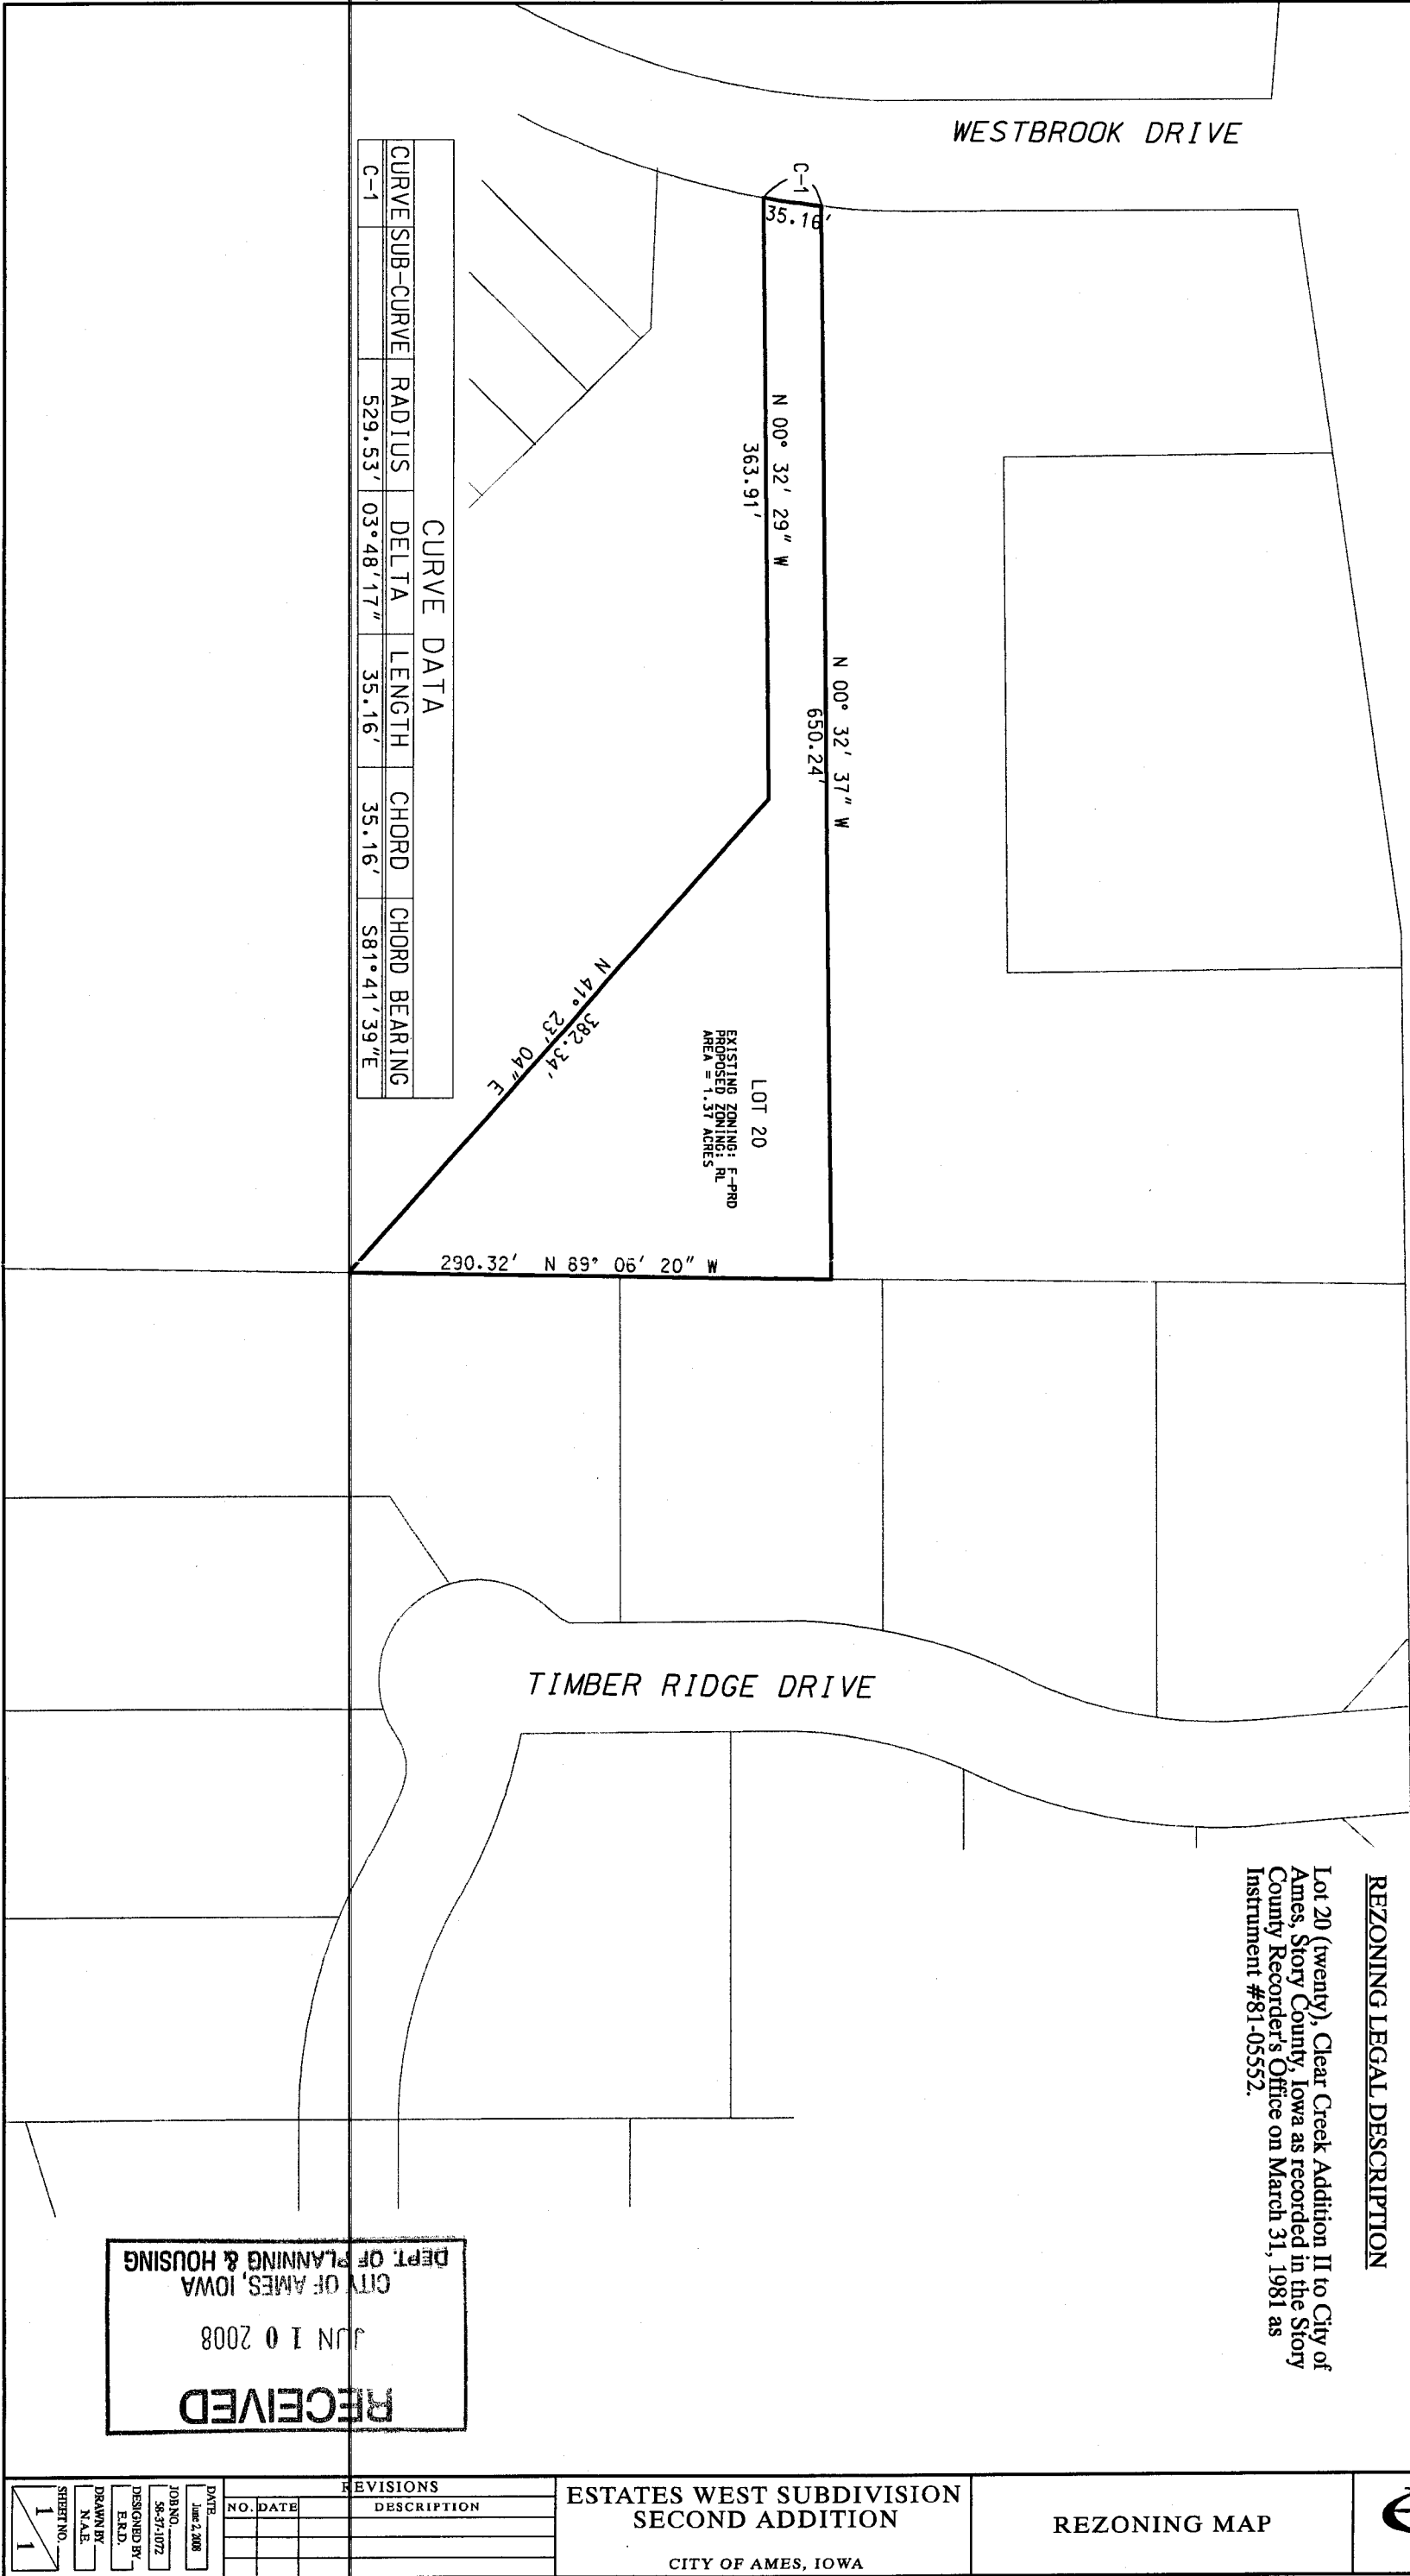 WESTBROOK DRIVE
C-1
35.16'
N 00° 32' 29" W
363.91'
N 00° 32' 37" W
650.24'
CURVE DATA
CURVE SUB-CURVE RADIUS DELTA LENGTH CHORD CHORD BEARING
C-1 529.53' 03°48'17" 35.16' 35.16' S81°41'39"E
382.34'
N 41° 23' 04" E
LOT 20
EXISTING ZONING: F-PRD
PROPOSED ZONING: RL
AREA = 1.37 ACRES
290.32' N 89° 06' 20" W
TIMBER RIDGE DRIVE
REZONING LEGAL DESCRIPTION
Lot 20 (twenty), Clear Creek Addition II to City of
Ames, Story County, Iowa as recorded in the Story
County Recorder's Office on March 31, 1981 as
Instrument #81-05552.
RECEIVED
JUN 10 2008
CITY OF AMES, IOWA
DEPT. OF PLANNING & HOUSING
DATE
June 2, 2008
JOB NO.
58-37-1072
DESIGNED BY
E.R.D.
DRAWN BY
N.A.E.
SHEET NO.
1
1
REVISIONS
NO. DATE DESCRIPTION
ESTATES WEST SUBDIVISION
SECOND ADDITION
CITY OF AMES, IOWA
REZONING MAP